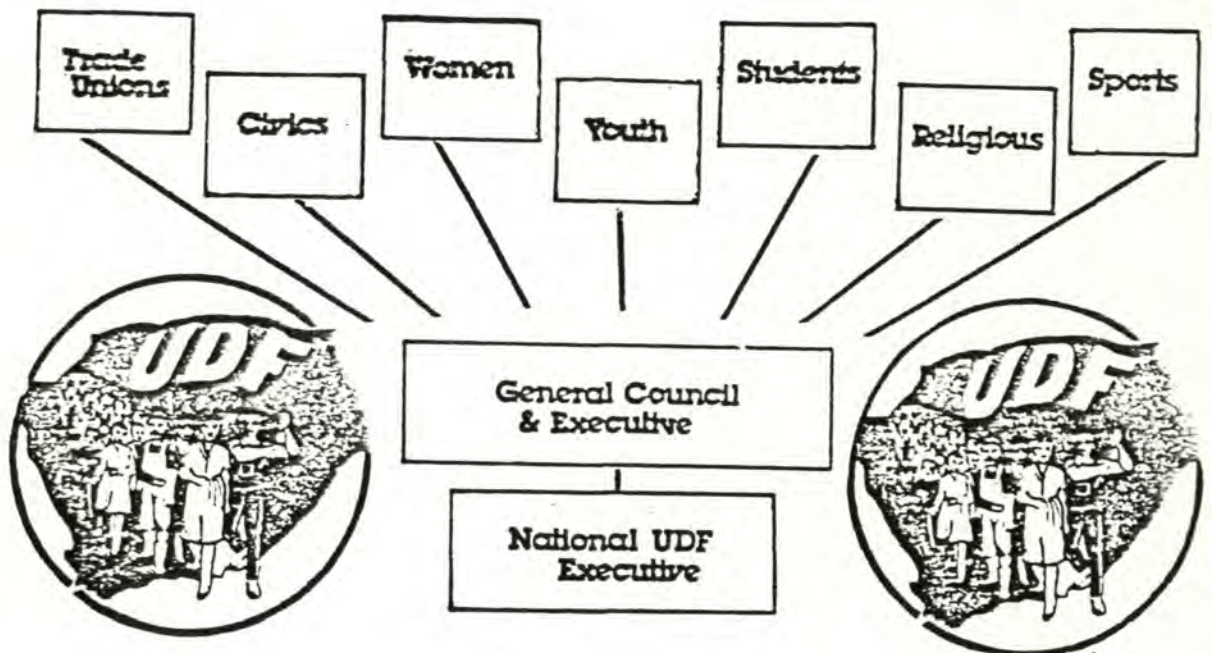 Trade
Unions
Civics
Women
Youth
Students
Religious
Sports
UDF
UDF
General Council
& Executive
National UDF
Executive